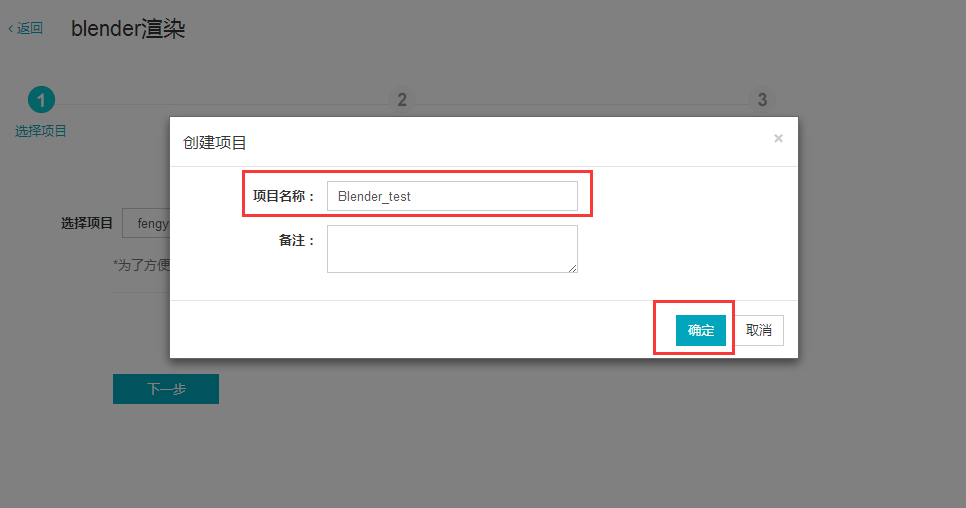 ‹ 返回
blender渲染
1
2
3
选择项目
创建项目
×
项目名称：
Blender_test
选择项目
fengy
备注：
*为了方便
确定
取消
下一步